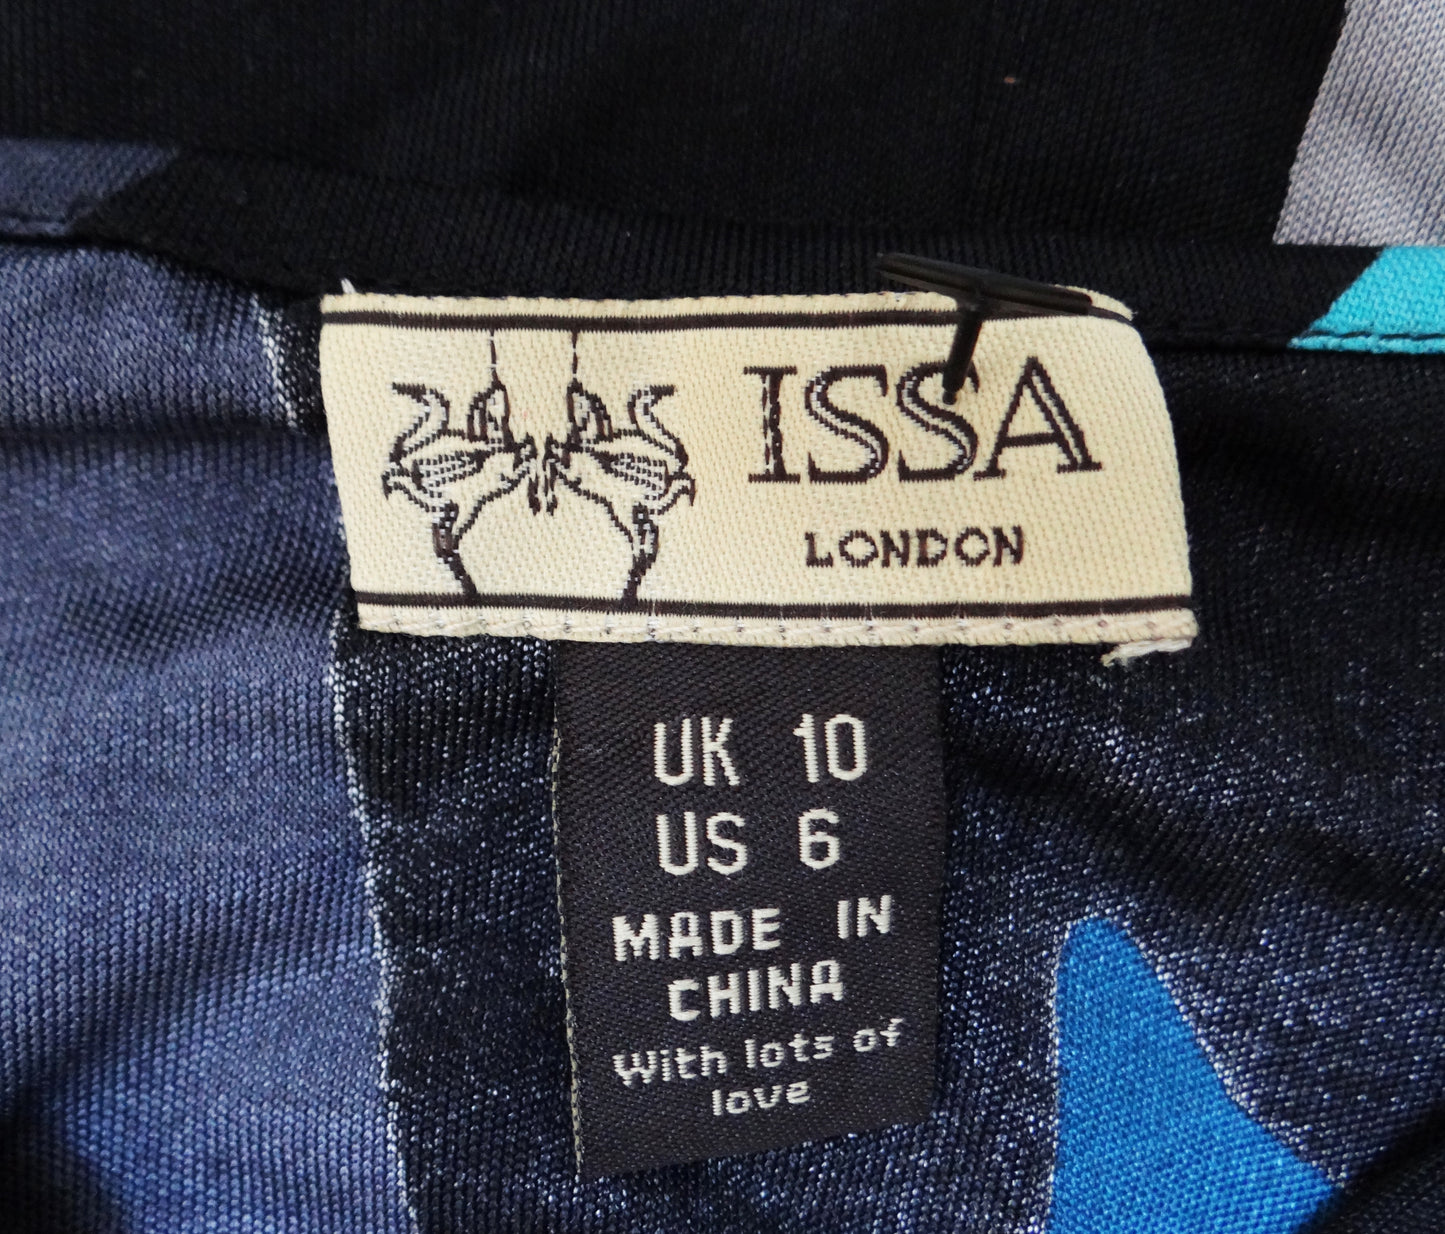 ISSA
LONDON
UK 10
US 6
MADE IN
CHINA
With lots of
love